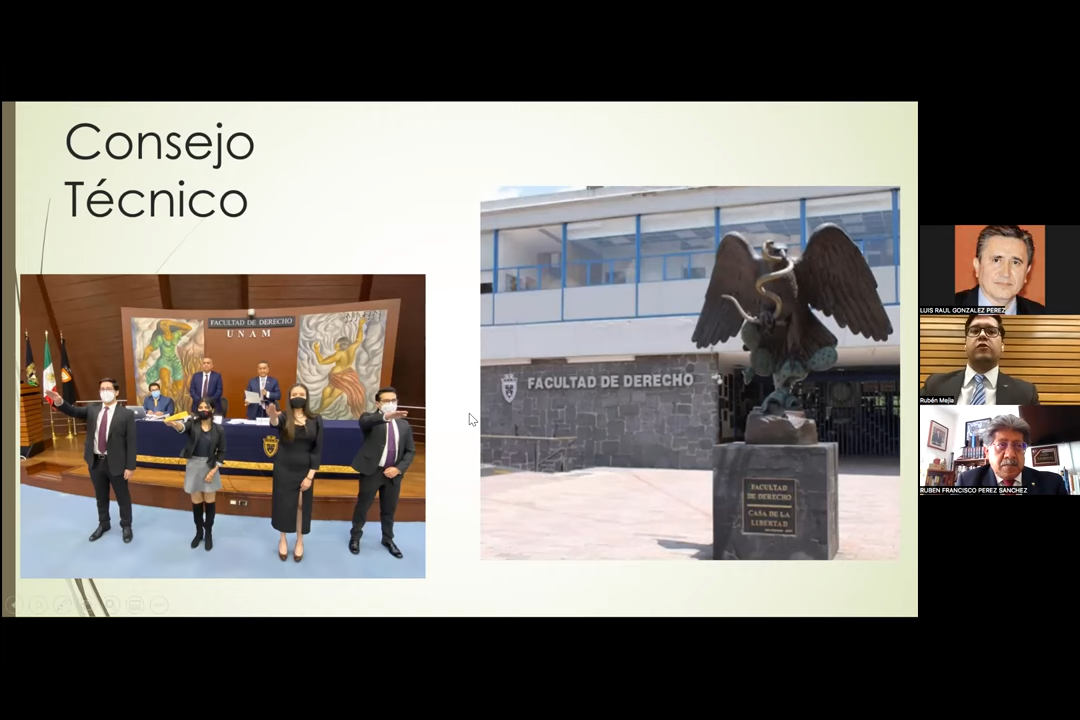 Consejo
Técnico
FACULTAD DE DERECHO
UNAM
FACULTAD DE DERECHO
FACULTAD
DE DERECHO
CASA DE LA
LIBERTAD
LUIS RAUL GONZALEZ PEREZ
Rubén Mejía
RUBEN FRANCISCO PEREZ SANCHEZ